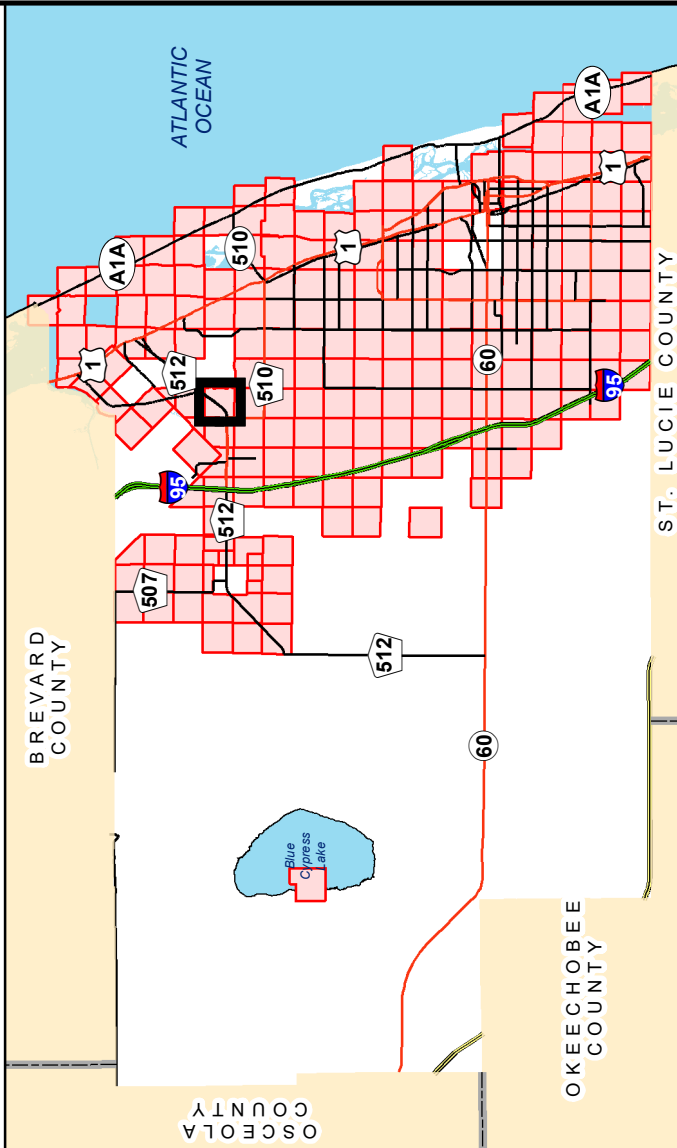 BREVARD
COUNTY
ATLANTIC
OCEAN
1
A1A
507
95
512
512
510
510
OSCEOLA
COUNTY
Blue
Cypress
Lake
1
512
60
60
OKEECHOBEE
COUNTY
A1A
95
1
ST. LUCIE COUNTY